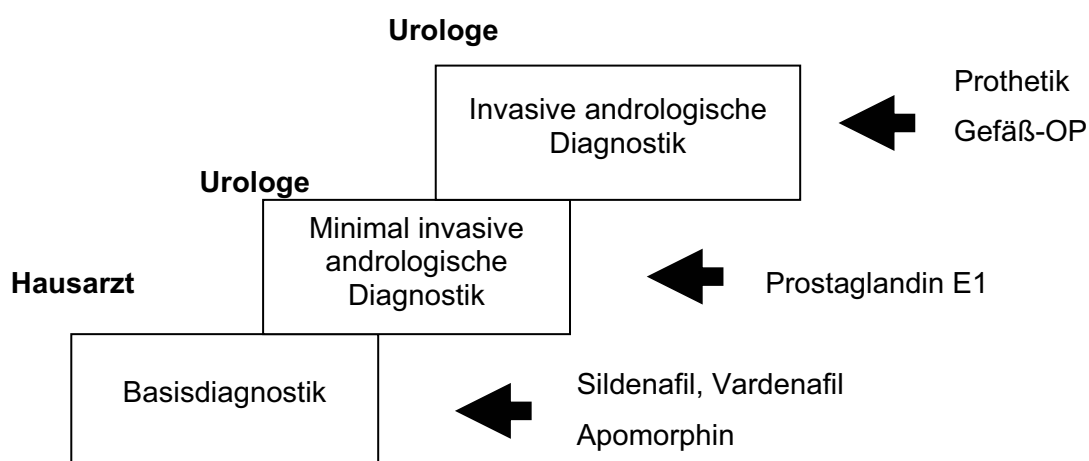 Urologe
Invasive andrologische
Diagnostik
Prothetik
Gefäß-OP
Urologe
Minimal invasive
andrologische
Diagnostik
Prostaglandin E1
Hausarzt
Basisdiagnostik
Sildenafil, Vardenafil
Apomorphin